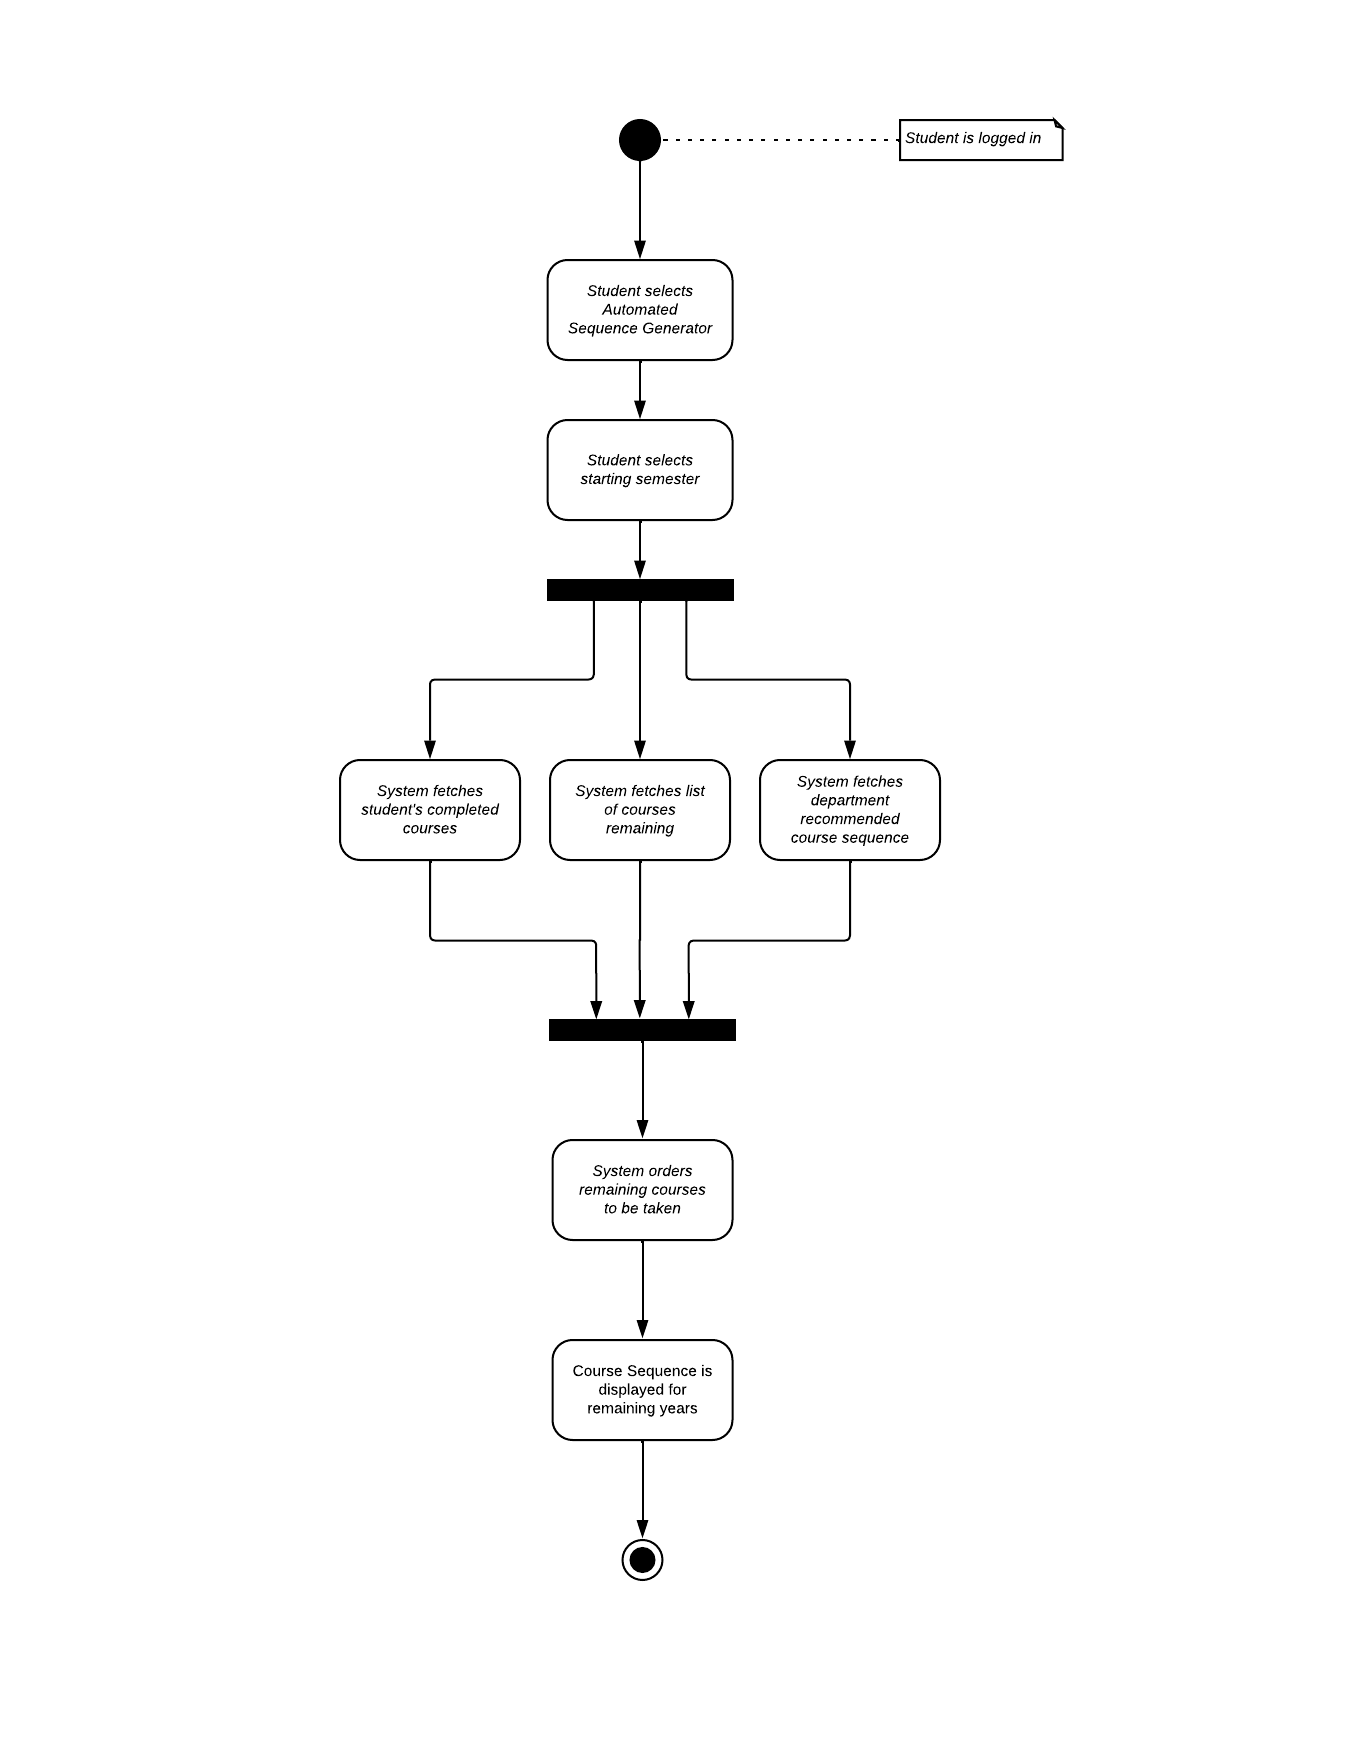 Student is logged in
Student selects
Automated
Sequence Generator
Student selects
starting semester
System fetches
student's completed
courses
System fetches list
of courses
remaining
System fetches
department
recommended
course sequence
System orders
remaining courses
to be taken
Course Sequence is
displayed for
remaining years